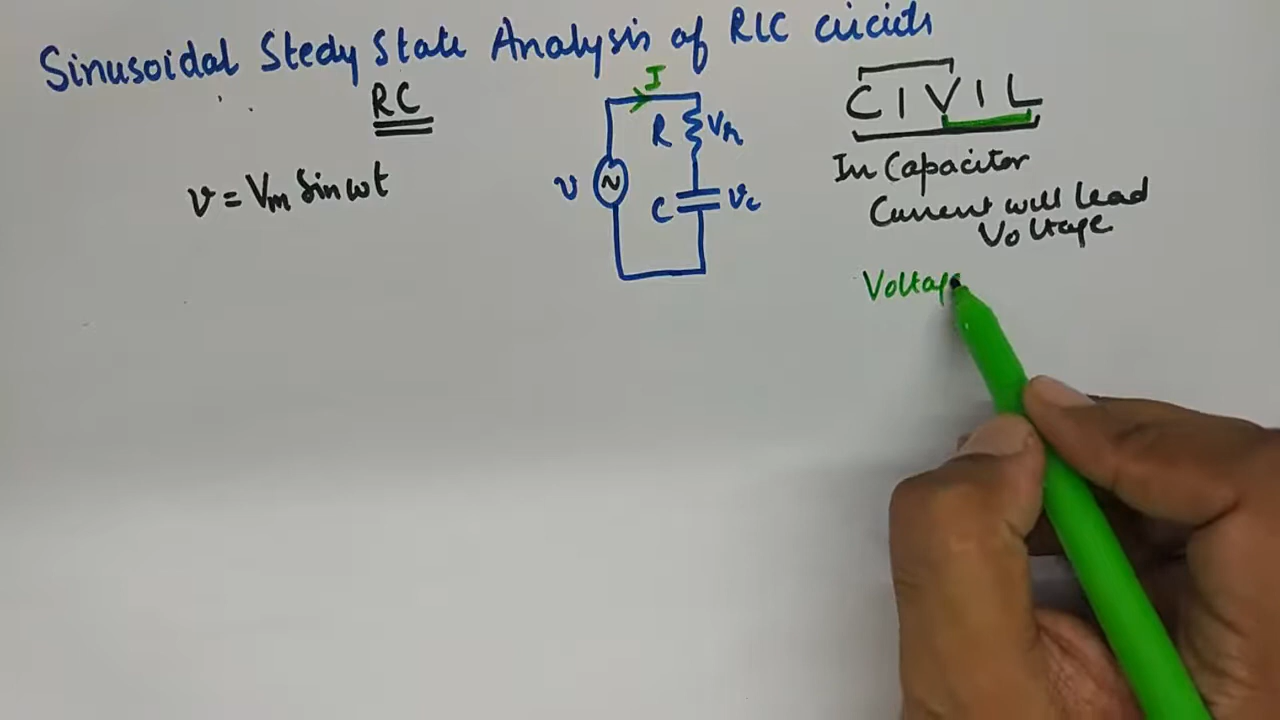 Sinusoidal Stedy State Analysis of RLC circuits
RC
I
CIVIL
R
VR
v = Vm Sin ωt
v
C
vc
In Capacitor
Current will lead
Voltage
Voltage